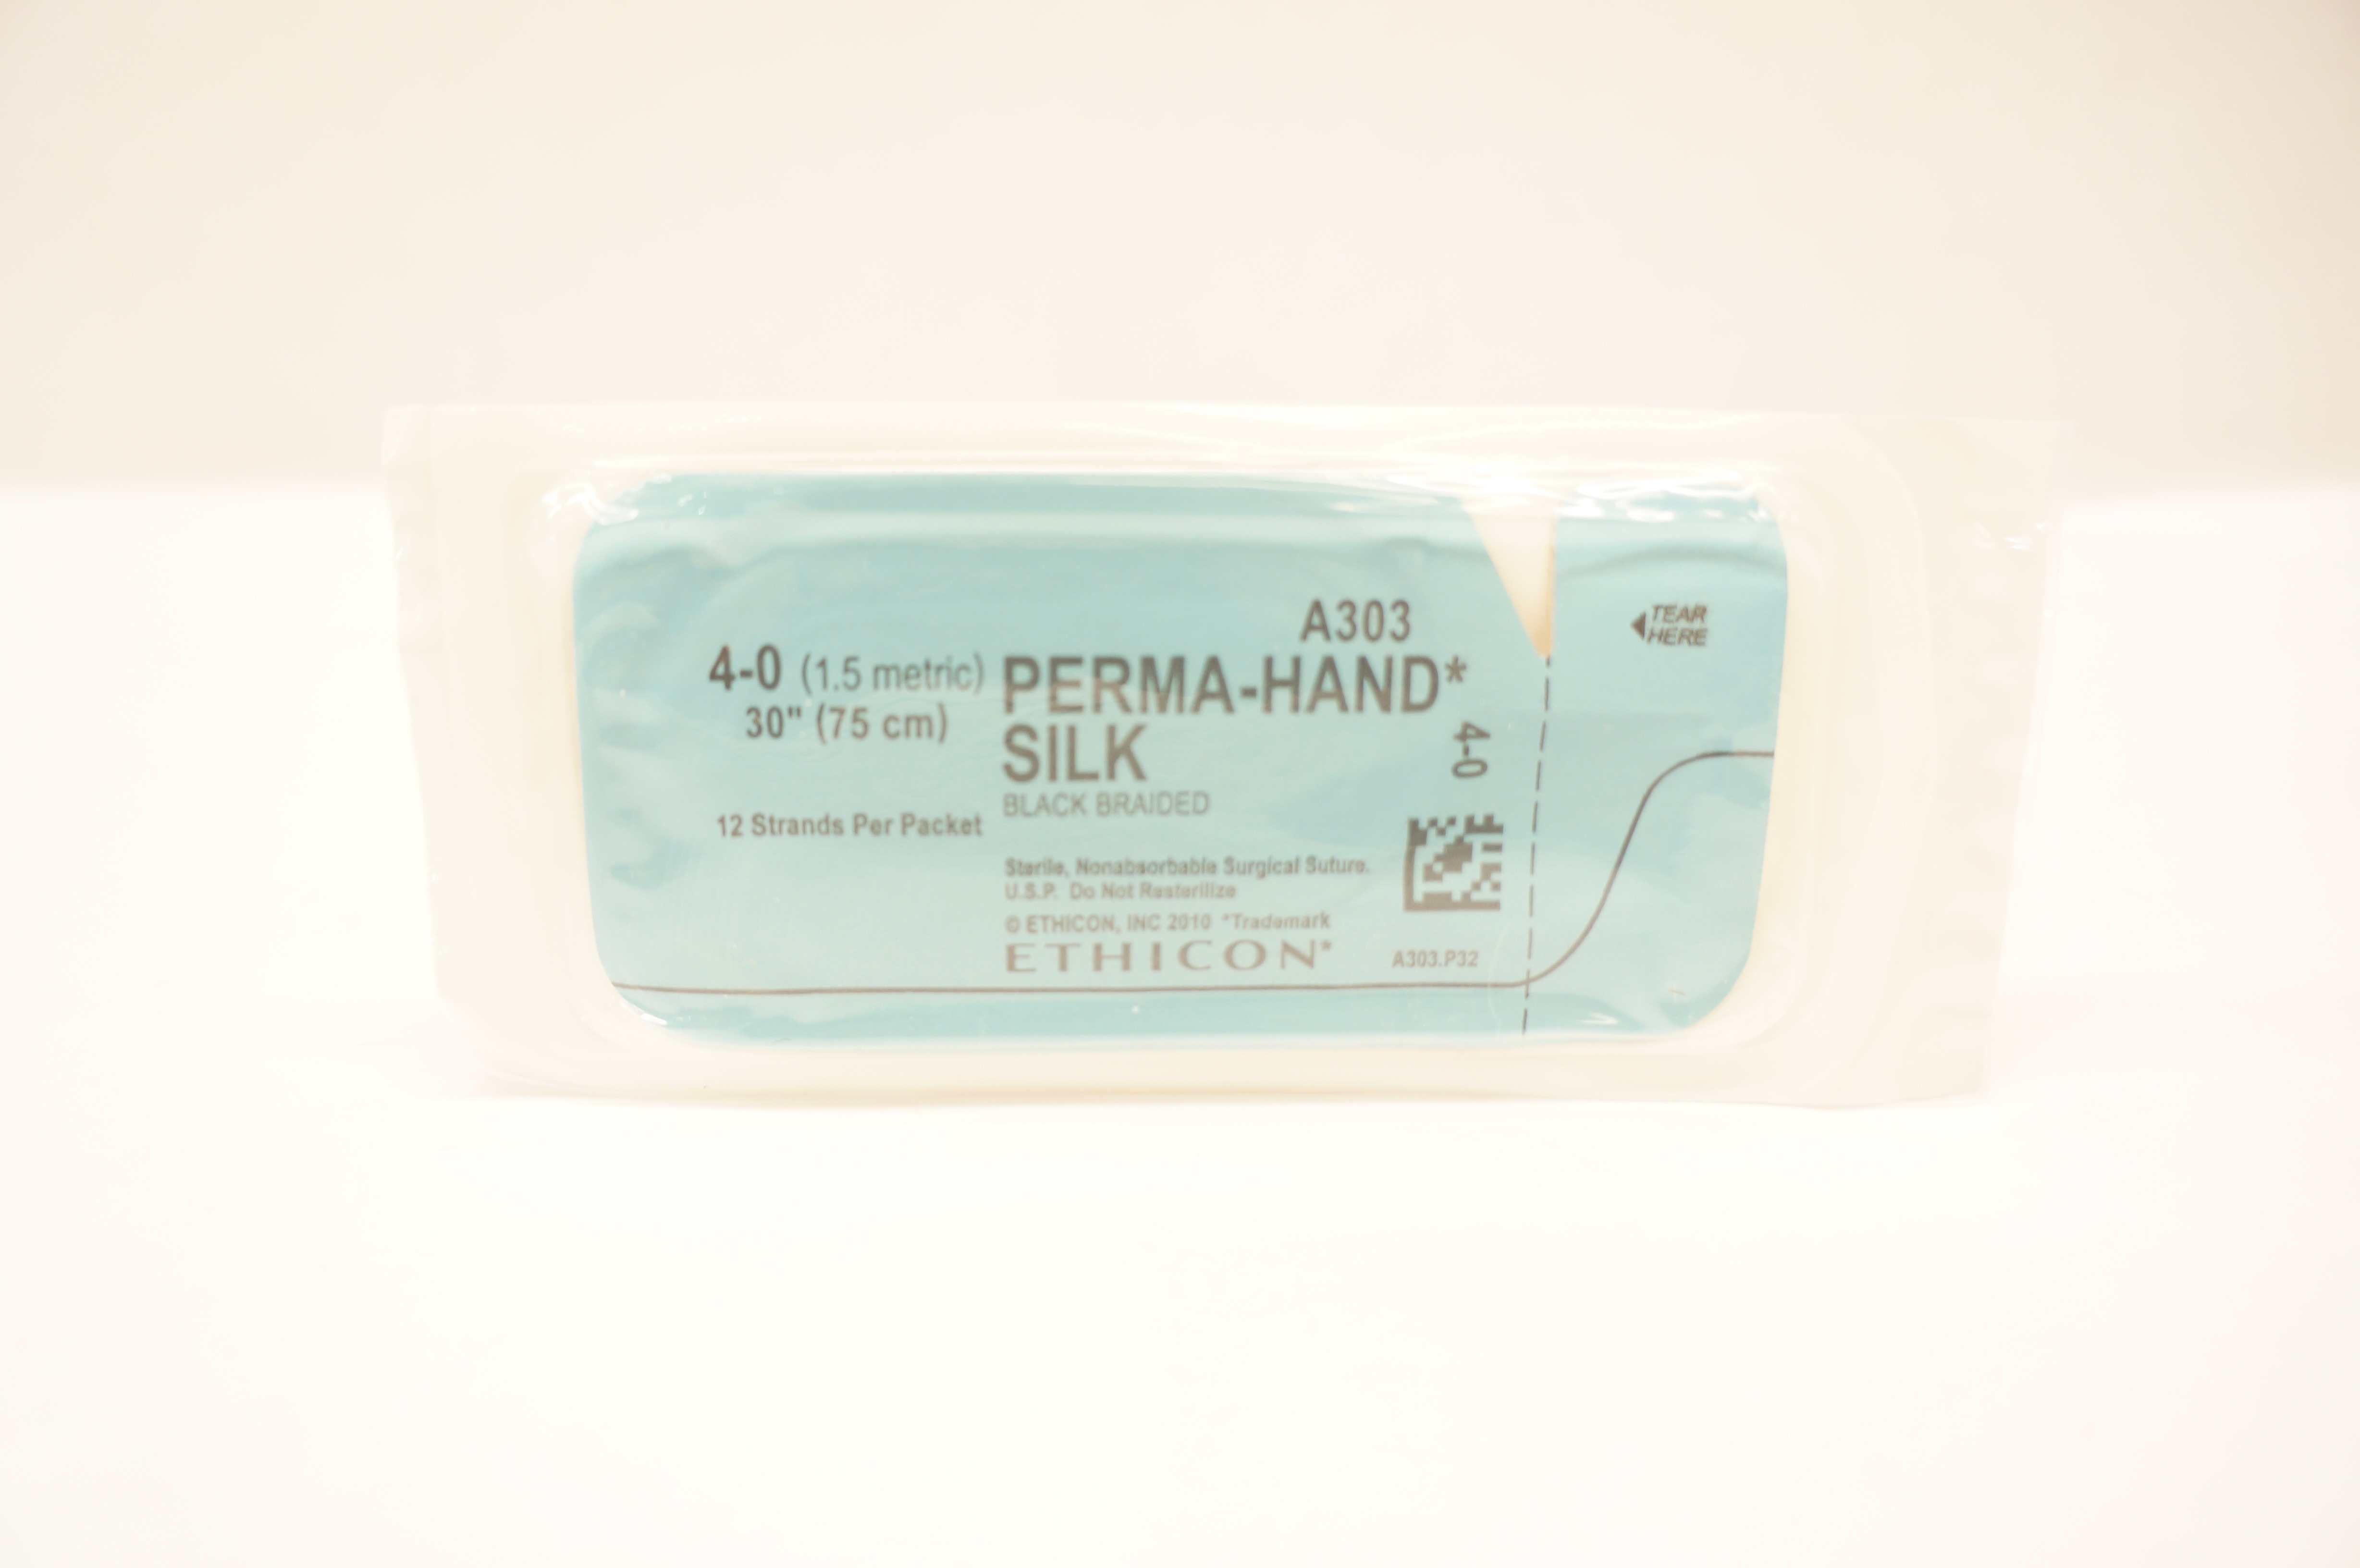 A303
4-0 (1.5 metric)
30" (75 cm)
12 Strands Per Packet
PERMA-HAND*
SILK
BLACK BRAIDED
4-0
Sterile, Nonabsorbable Surgical Suture.
U.S.P. Do Not Resterilize
© ETHICON, INC 2010 *Trademark
ETHICON*
A303.P32
TEAR
HERE